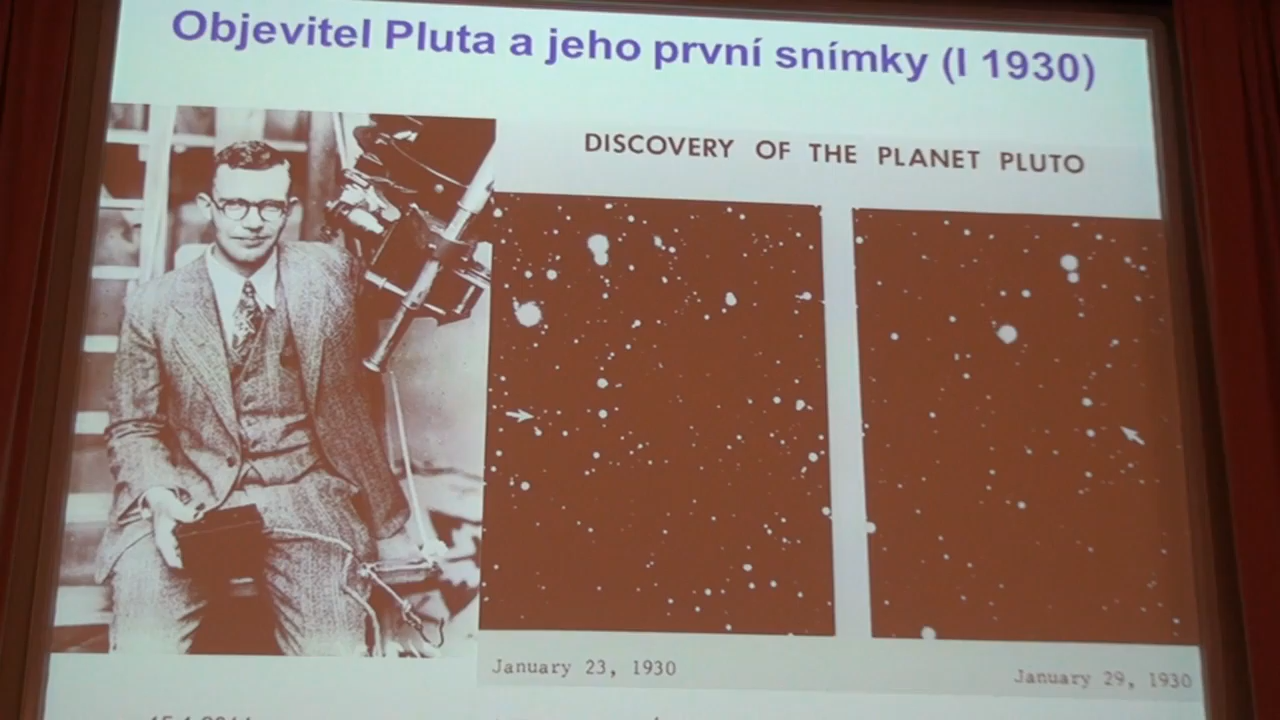 Objevitel Pluta a jeho první snímky (I 1930)
DISCOVERY OF THE PLANET PLUTO
January 23, 1930
January 29, 1930